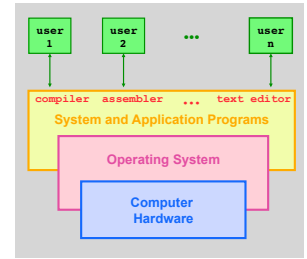 user user ... user
1 2 n
compiler assembler ... text editor
System and Application Programs
Operating System
Computer
Hardware